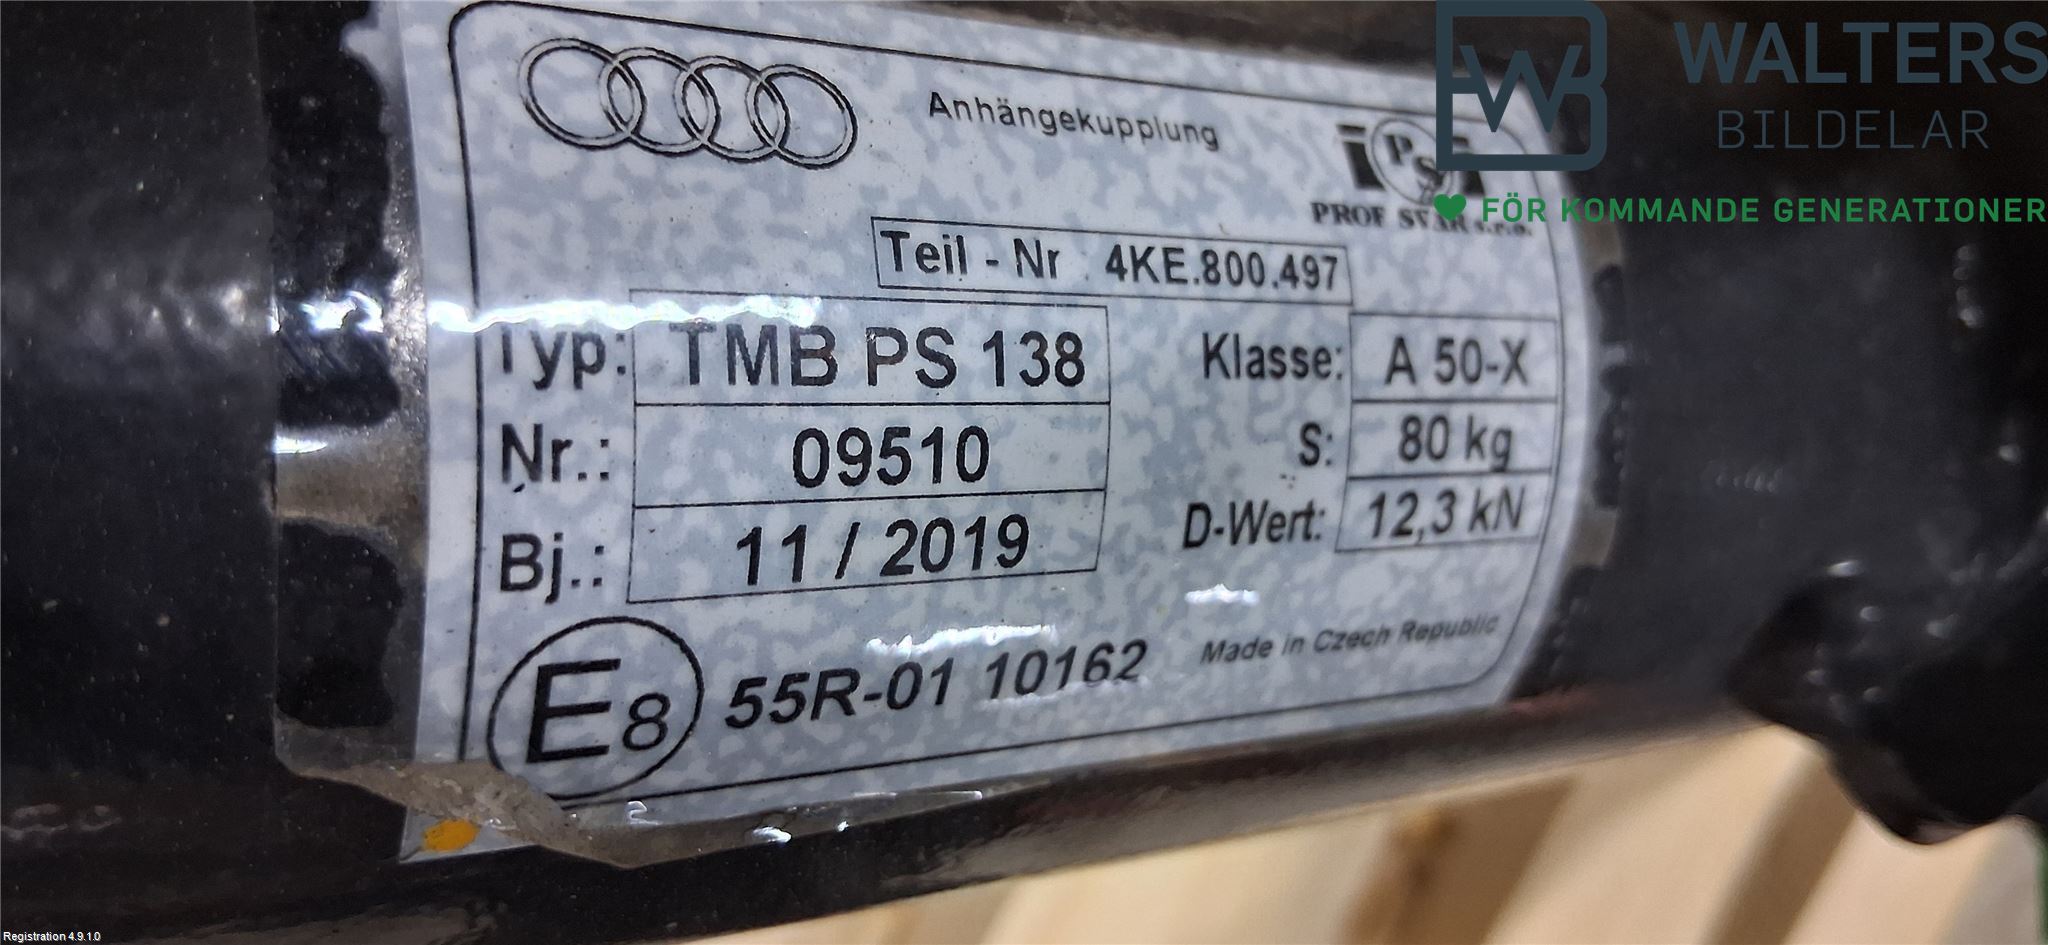 WALTERS
BILDELAR
FÖR KOMMANDE GENERATIONER
Anhängekupplung
PROF SVAR s.r.o.
Teil - Nr : 4KE.800.497
Typ: TMB PS 138
Klasse: A 50-X
Nr.: 09510
S: 80 kg
Bj.: 11 / 2019
D-Wert: 12,3 kN
E8 55R-01 10162
Made in Czech Republic
Registration 4.9.1.0